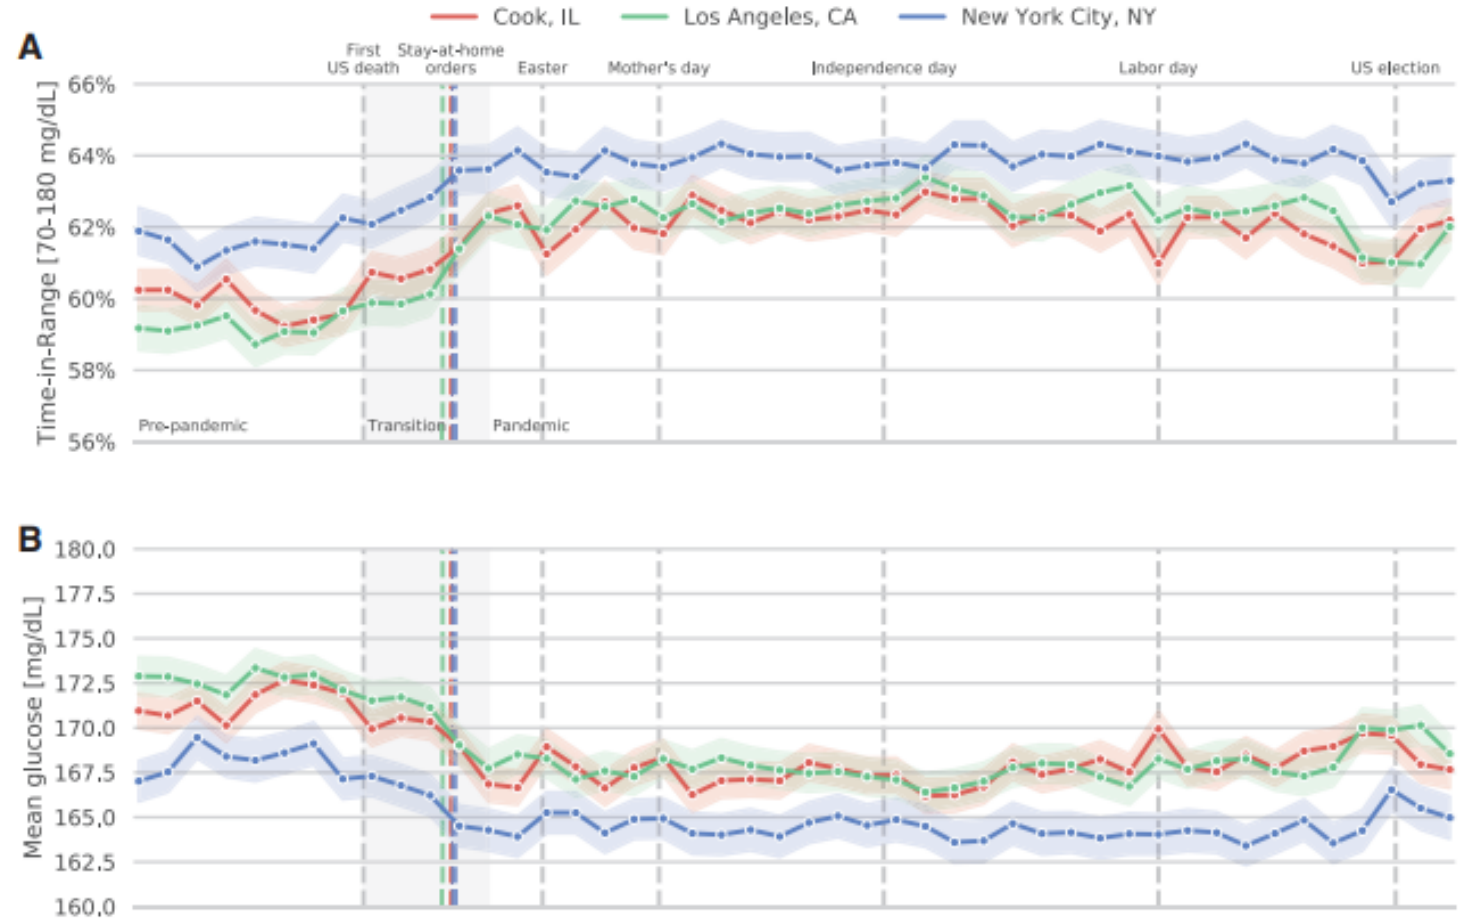 Cook, IL
Los Angeles, CA
New York City, NY
A
First
US death
Stay-at-home
orders
Easter
Mother's day
Independence day
Labor day
US election
Time-in-Range [70-180 mg/dL]
66%
64%
62%
60%
58%
56%
Pre-pandemic
Transition
Pandemic
B
Mean glucose [mg/dL]
180.0
177.5
175.0
172.5
170.0
167.5
165.0
162.5
160.0